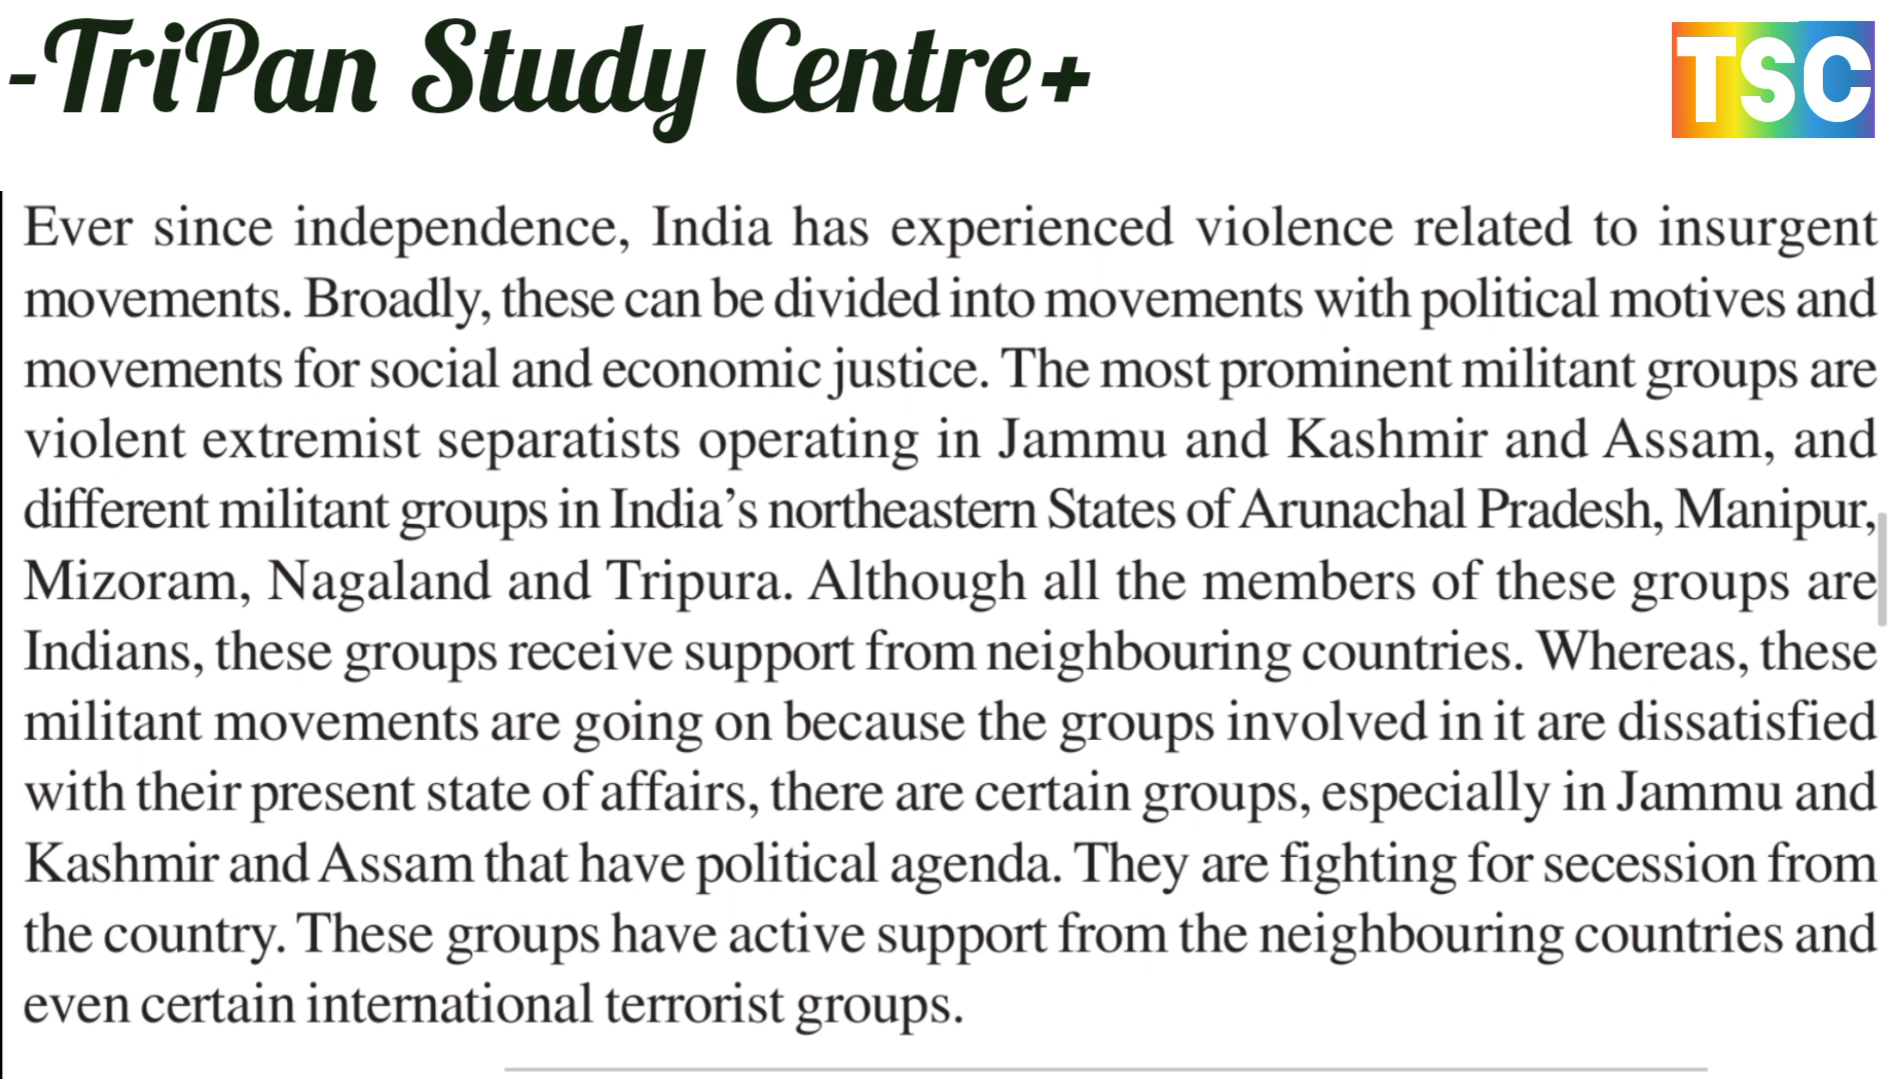 -TriPan Study Centre+
TSC
Ever since independence, India has experienced violence related to insurgent
movements. Broadly, these can be divided into movements with political motives and
movements for social and economic justice. The most prominent militant groups are
violent extremist separatists operating in Jammu and Kashmir and Assam, and
different militant groups in India’s northeastern States of Arunachal Pradesh, Manipur,
Mizoram, Nagaland and Tripura. Although all the members of these groups are
Indians, these groups receive support from neighbouring countries. Whereas, these
militant movements are going on because the groups involved in it are dissatisfied
with their present state of affairs, there are certain groups, especially in Jammu and
Kashmir and Assam that have political agenda. They are fighting for secession from
the country. These groups have active support from the neighbouring countries and
even certain international terrorist groups.